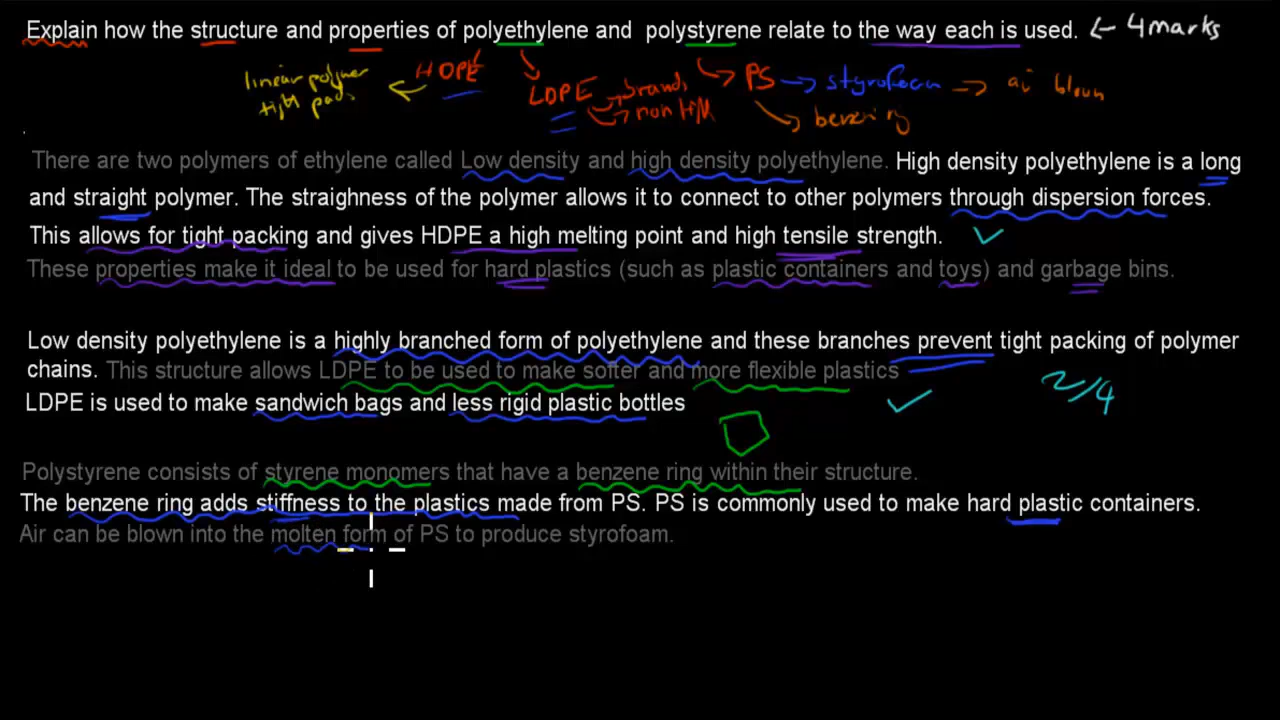 Explain how the structure and properties of polyethylene and polystyrene relate to the way each is used. ← 4 marks
linear polymer
HDPE
PS → styrofoam → air blown
tight pack
LDPE
branch
non HM
benzene ring
There are two polymers of ethylene called Low density and high density polyethylene. High density polyethylene is a long
and straight polymer. The straighness of the polymer allows it to connect to other polymers through dispersion forces.
This allows for tight packing and gives HDPE a high melting point and high tensile strength.
These properties make it ideal to be used for hard plastics (such as plastic containers and toys) and garbage bins.
Low density polyethylene is a highly branched form of polyethylene and these branches prevent tight packing of polymer
chains. This structure allows LDPE to be used to make softer and more flexible plastics
2/4
LDPE is used to make sandwich bags and less rigid plastic bottles
Polystyrene consists of styrene monomers that have a benzene ring within their structure.
The benzene ring adds stiffness to the plastics made from PS. PS is commonly used to make hard plastic containers.
Air can be blown into the molten form of PS to produce styrofoam.